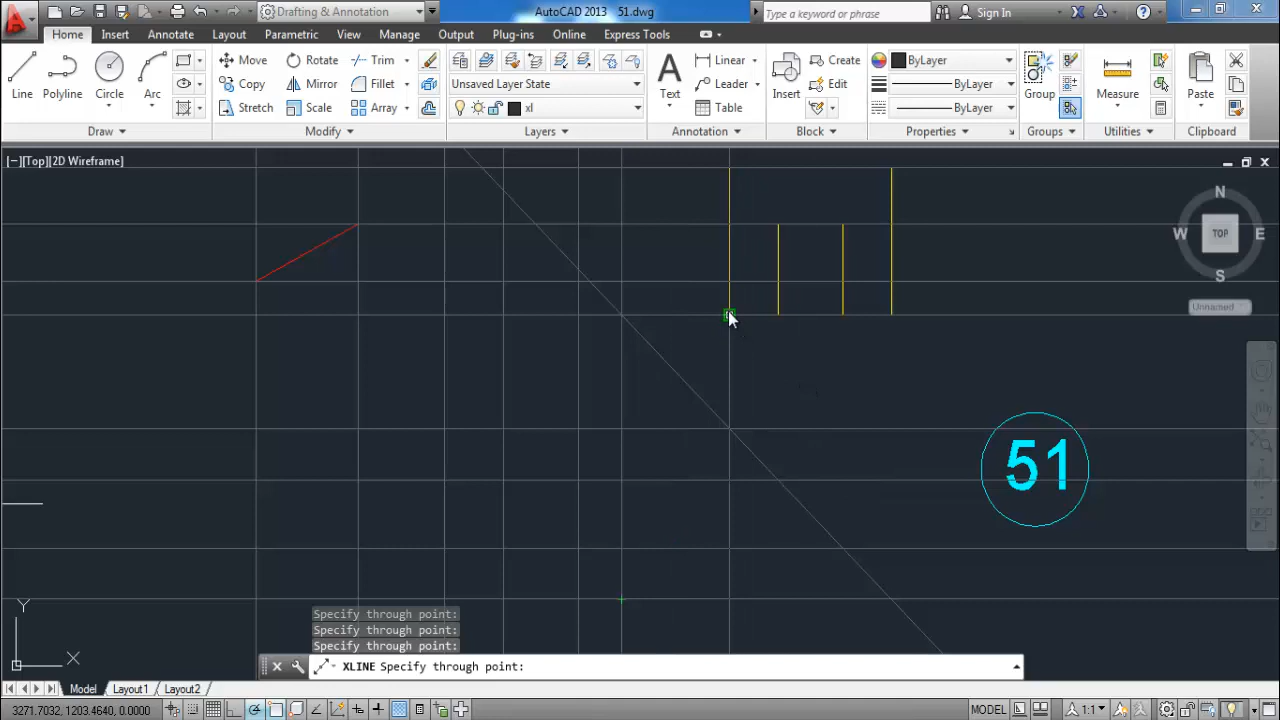 Drafting & Annotation
AutoCAD 2013 51.dwg
Type a keyword or phrase
Sign In
Home Insert Annotate Layout Parametric View Manage Output Plug-ins Online Express Tools
Line Polyline Circle Arc
Move Rotate Trim
Copy Mirror Fillet
Stretch Scale Array
Unsaved Layer State
xl
Text
Linear
Leader
Table
Insert
Create
Edit
ByLayer
ByLayer
ByLayer
Group Measure Paste
Draw Modify Layers Annotation Block Properties Groups Utilities Clipboard
[−][Top][2D Wireframe]
N
W TOP E
S
Unnamed
51
Y
X
Specify through point:
Specify through point:
Specify through point:
XLINE Specify through point:
Model Layout1 Layout2
3271.7032, 1203.4640, 0.0000
MODEL
1:1